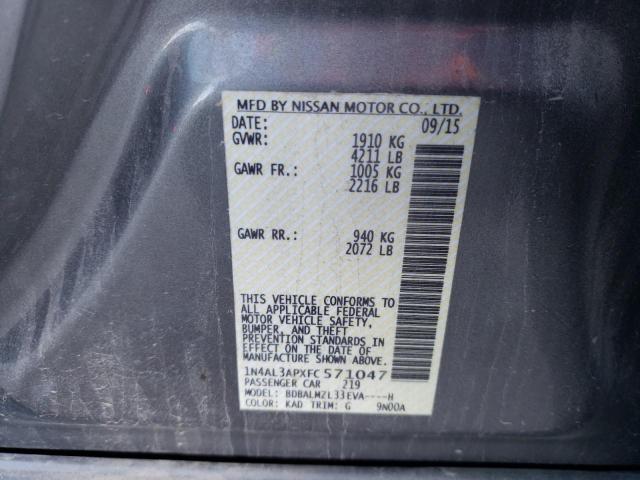 MFD BY NISSAN MOTOR CO., LTD.
DATE: 09/15
GVWR: 1910 KG
4211 LB
GAWR FR.: 1005 KG
2216 LB
GAWR RR.: 940 KG
2072 LB
THIS VEHICLE CONFORMS TO
ALL APPLICABLE FEDERAL
MOTOR VEHICLE SAFETY,
BUMPER, AND THEFT
PREVENTION STANDARDS IN
EFFECT ON THE DATE OF
MANUFACTURE SHOWN ABOVE.
1N4AL3APXFC571047
PASSENGER CAR 219
MODEL: BDBALMZL33EVA----H
COLOR: KAD TRIM: G 9N00A